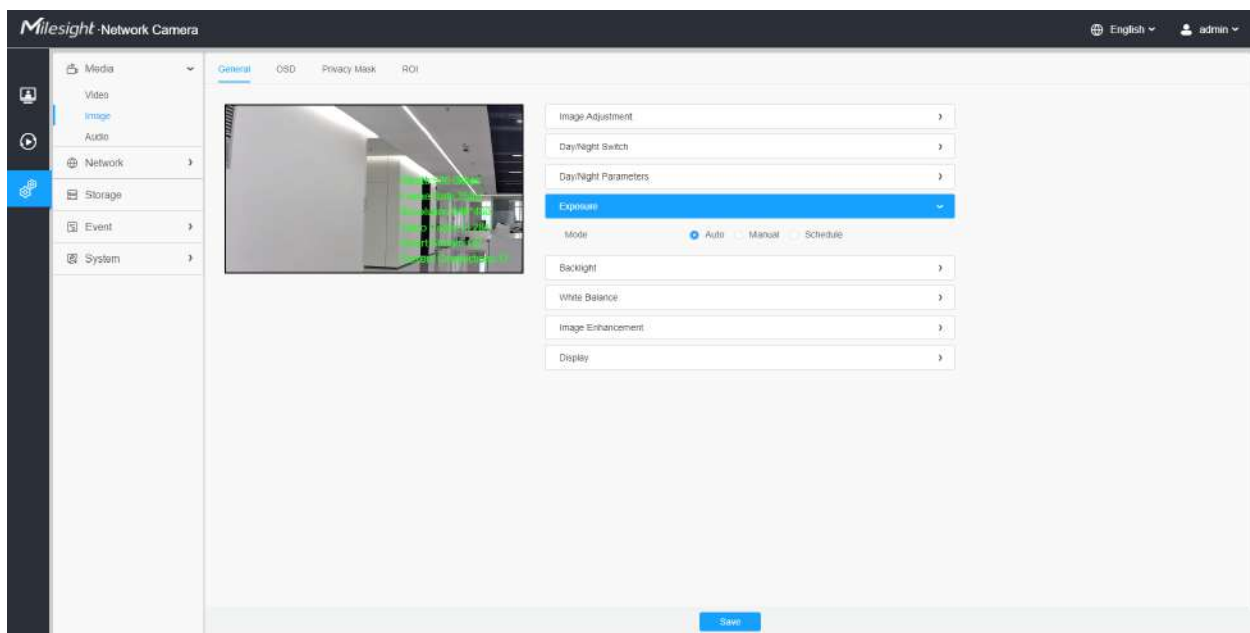 Milesight · Network Camera
English
admin
Media
Video
Image
Audio
Network
Storage
Event
System
General OSD Privacy Mask ROI
Image Adjustment
Day/Night Switch
Day/Night Parameters
Exposure
Mode Auto Manual Schedule
Backlight
White Balance
Image Enhancement
Display
Save